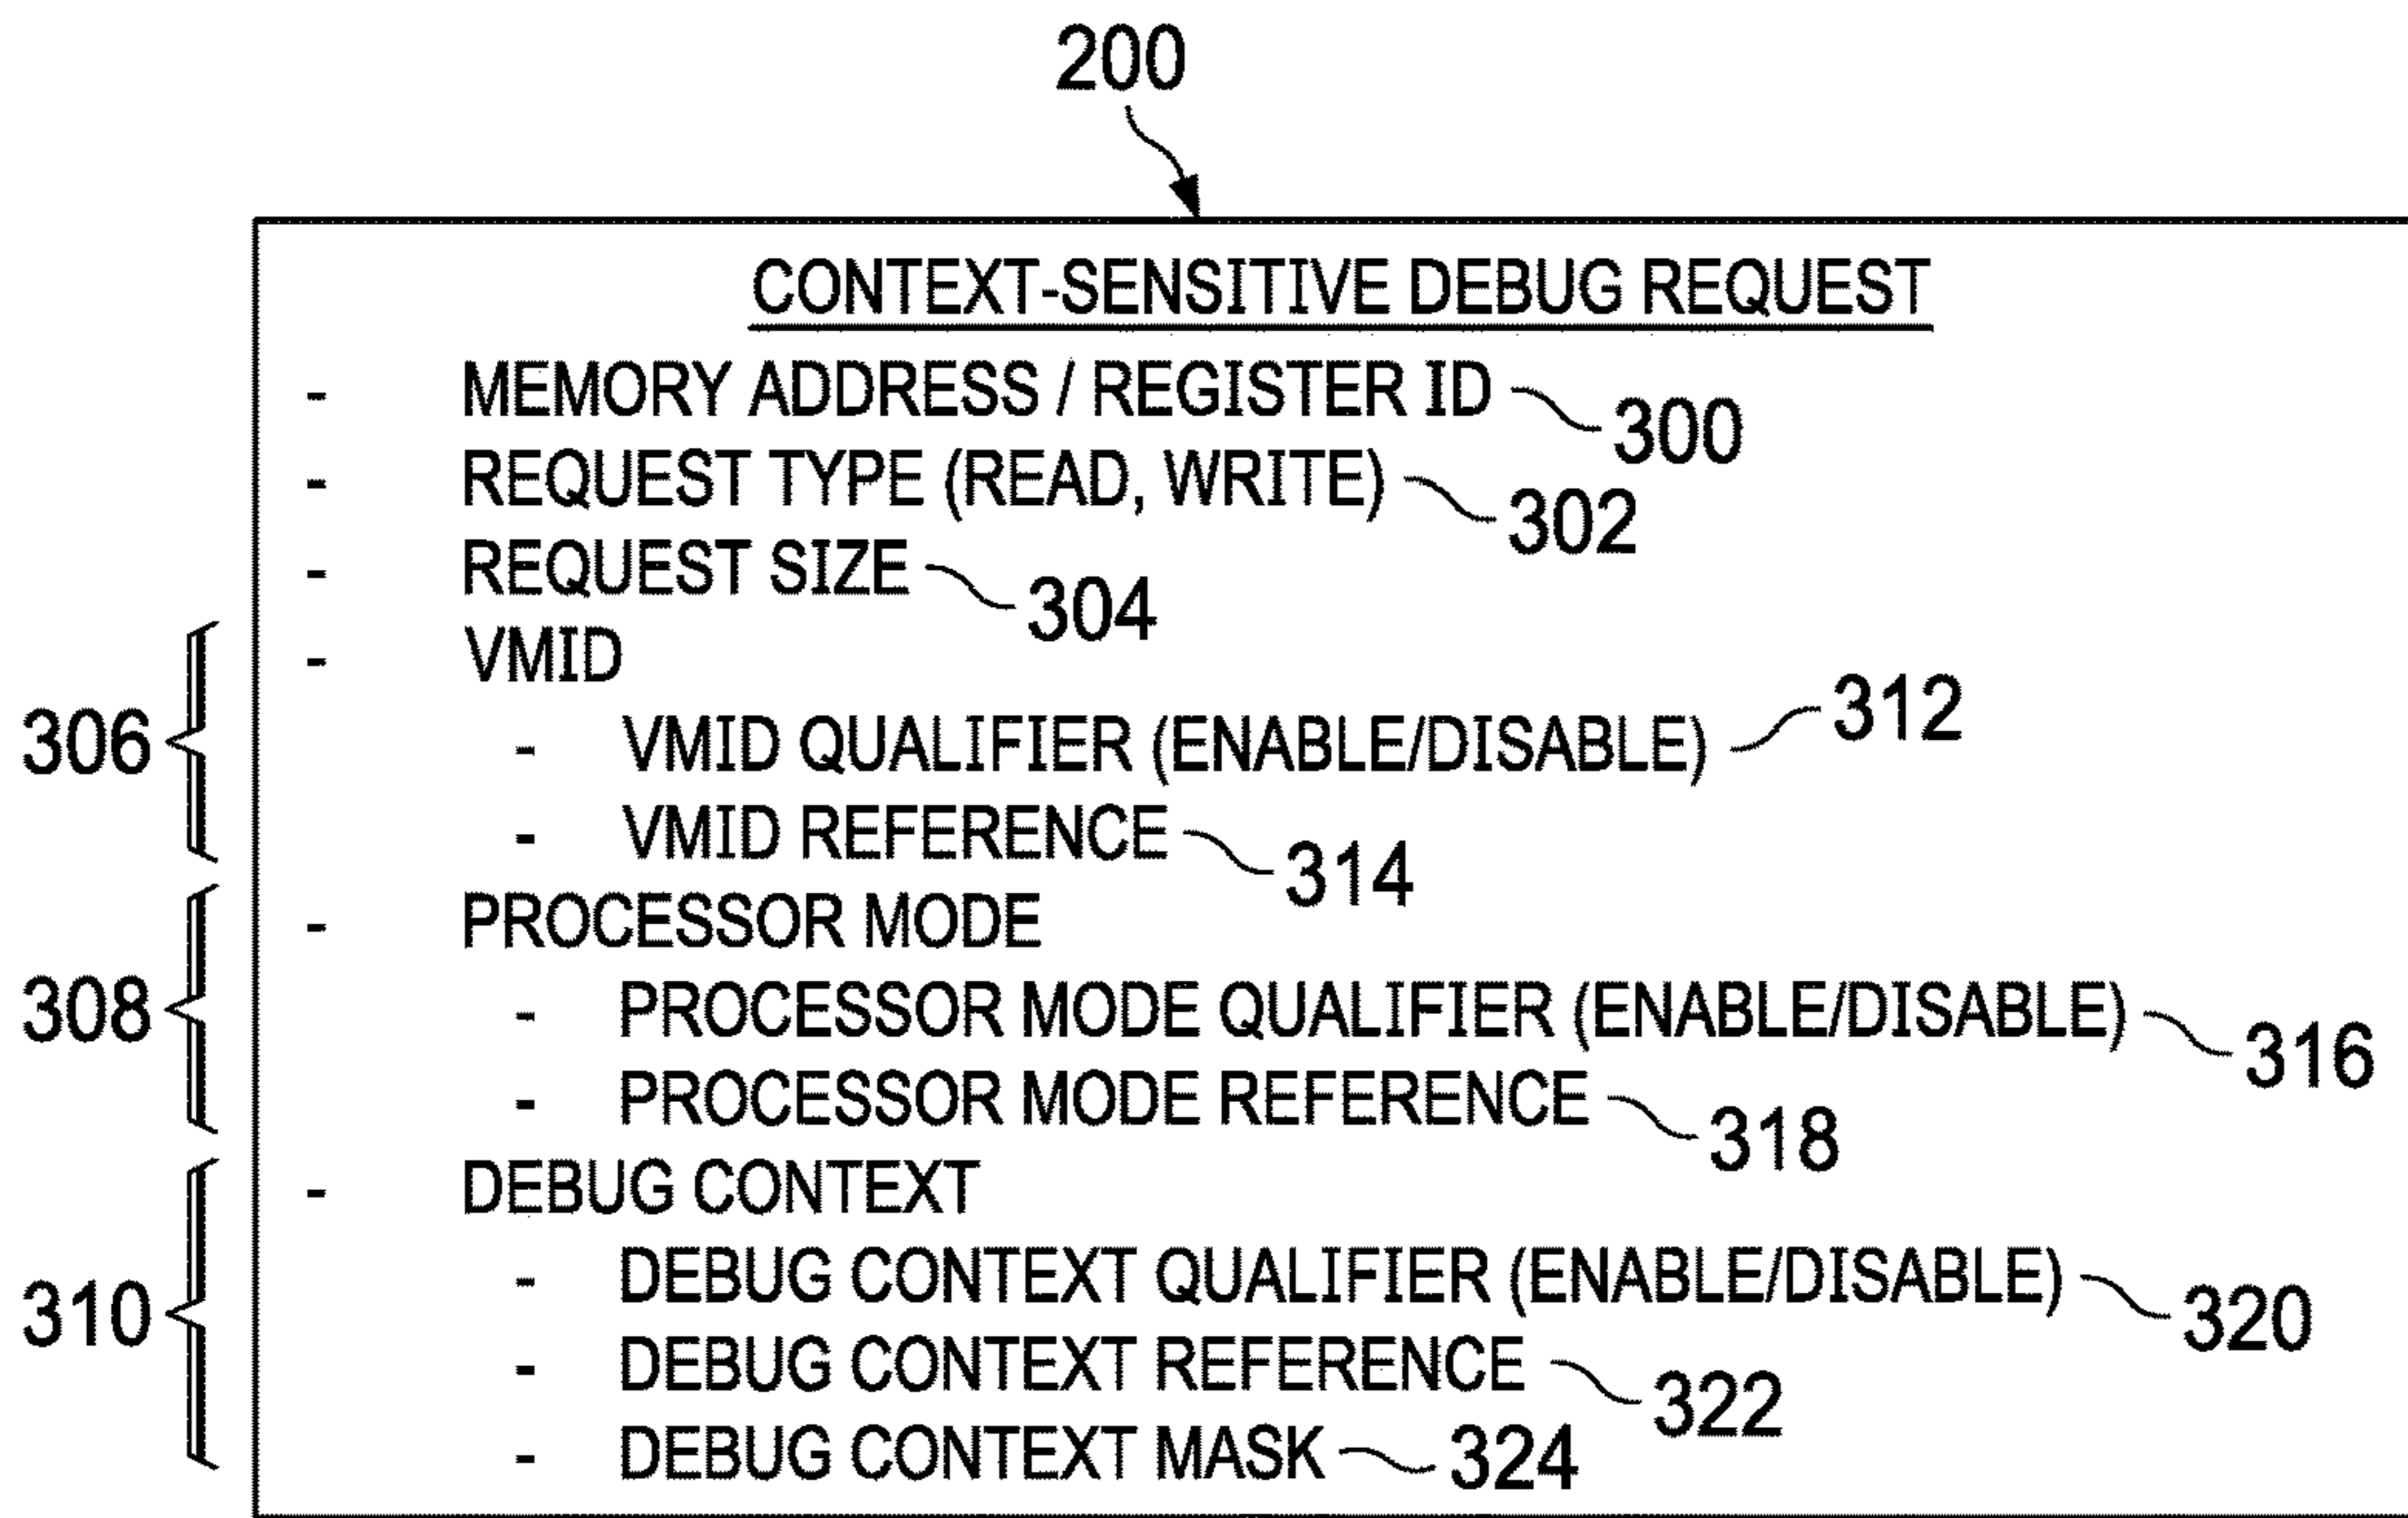 200
CONTEXT-SENSITIVE DEBUG REQUEST
- MEMORY ADDRESS / REGISTER ID 300
- REQUEST TYPE (READ, WRITE) 302
- REQUEST SIZE 304
306
- VMID
- VMID QUALIFIER (ENABLE/DISABLE) 312
- VMID REFERENCE 314
308
- PROCESSOR MODE
- PROCESSOR MODE QUALIFIER (ENABLE/DISABLE) 316
- PROCESSOR MODE REFERENCE 318
310
- DEBUG CONTEXT
- DEBUG CONTEXT QUALIFIER (ENABLE/DISABLE) 320
- DEBUG CONTEXT REFERENCE 322
- DEBUG CONTEXT MASK 324